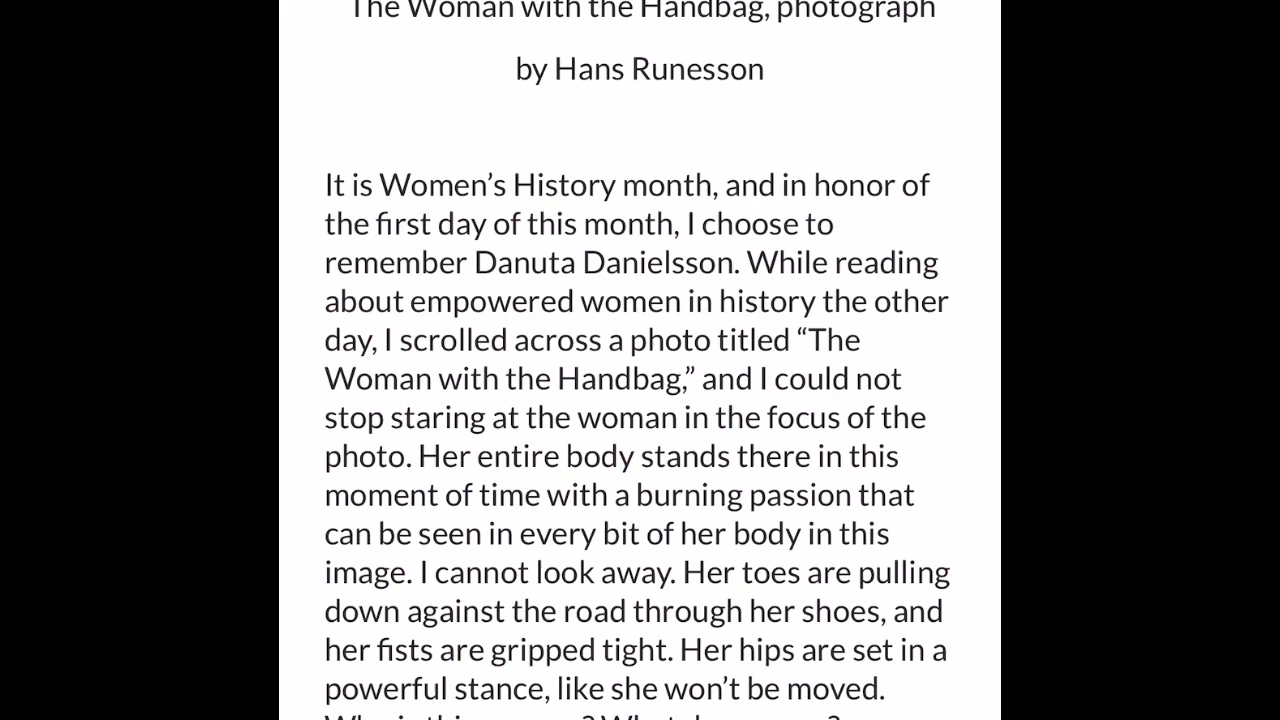 The Woman with the Handbag, photograph
by Hans Runesson
It is Women’s History month, and in honor of
the first day of this month, I choose to
remember Danuta Danielsson. While reading
about empowered women in history the other
day, I scrolled across a photo titled “The
Woman with the Handbag,” and I could not
stop staring at the woman in the focus of the
photo. Her entire body stands there in this
moment of time with a burning passion that
can be seen in every bit of her body in this
image. I cannot look away. Her toes are pulling
down against the road through her shoes, and
her fists are gripped tight. Her hips are set in a
powerful stance, like she won’t be moved.